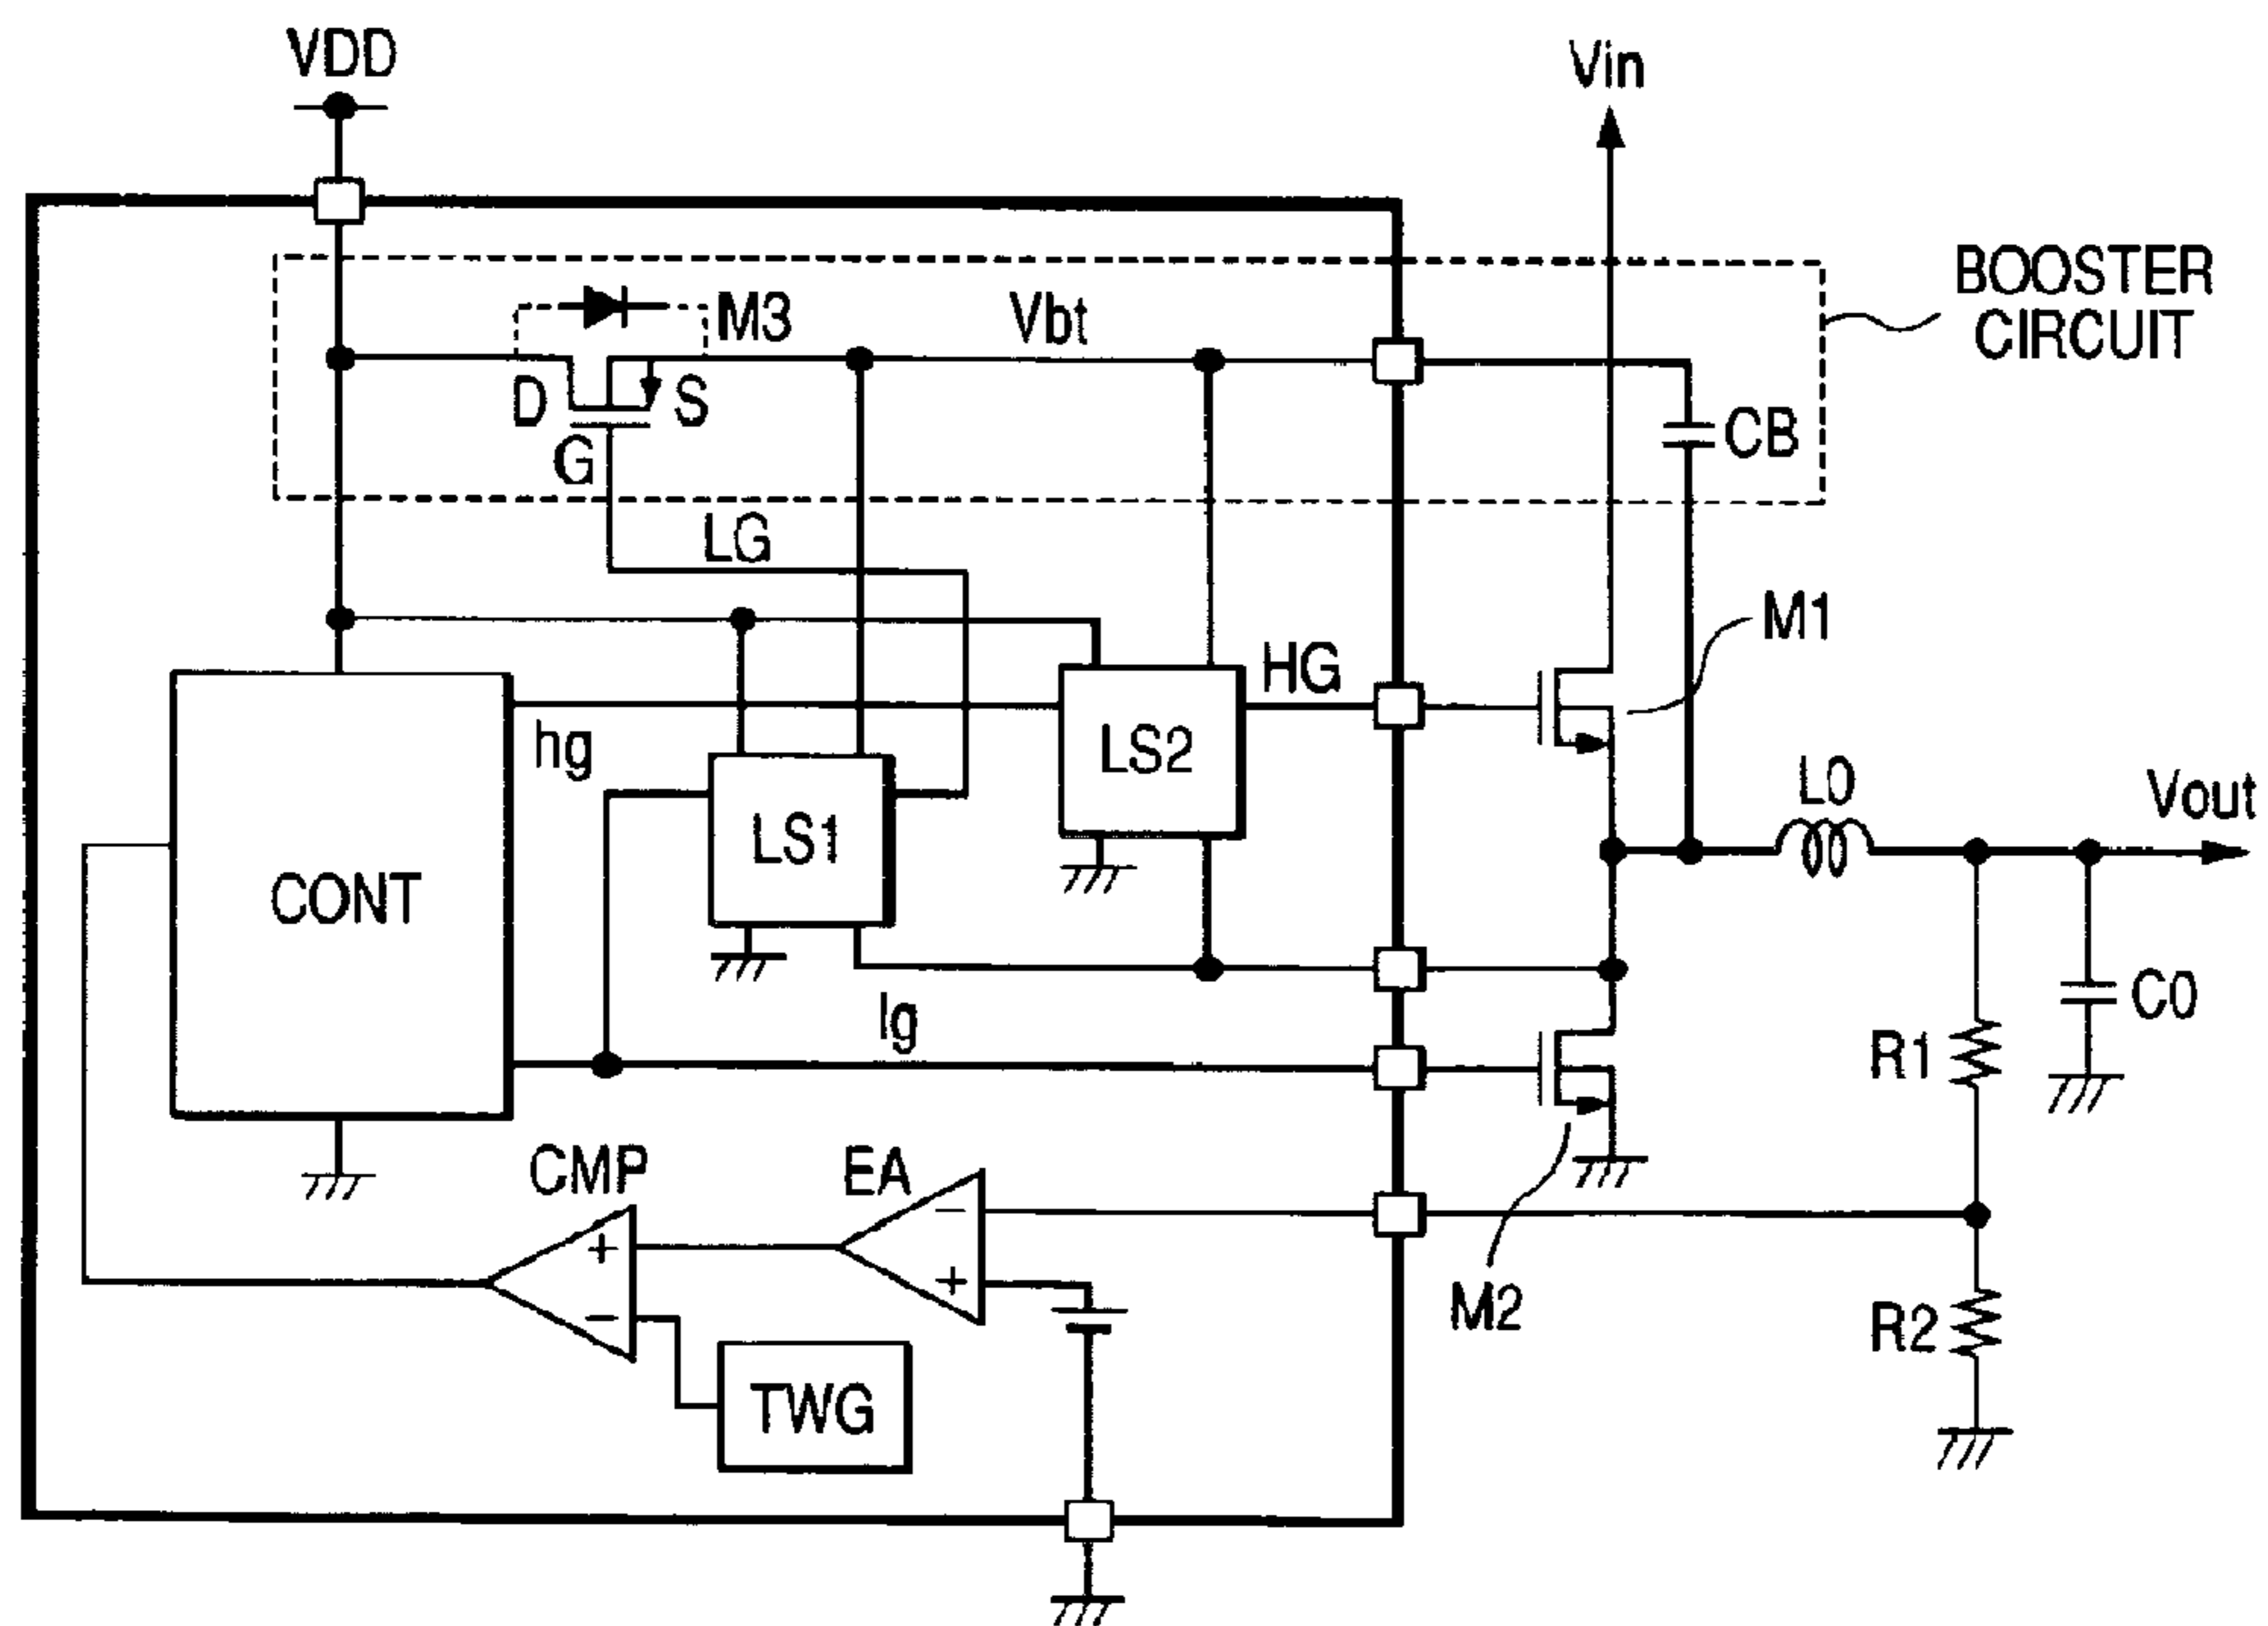 VDD
Vin
BOOSTER
CIRCUIT
M3
Vbt
D
S
G
CB
LG
M1
HG
hg
LS2
LS1
L0
Vout
CONT
lg
C0
R1
CMP
EA
+
−
−
+
M2
R2
TWG